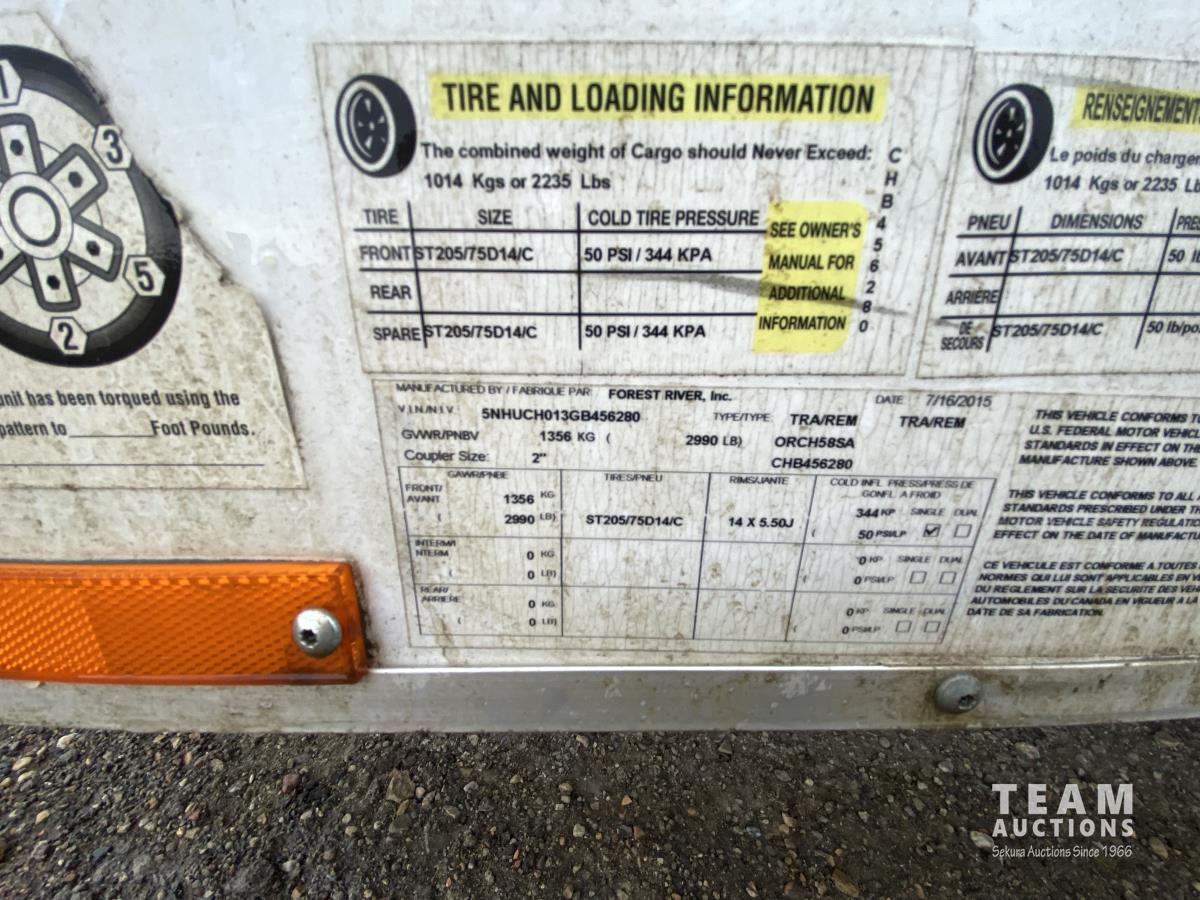 1
3
5
2
unit has been torqued using the
pattern to ________ Foot Pounds.
TIRE AND LOADING INFORMATION
The combined weight of Cargo should Never Exceed:
1014 Kgs or 2235 Lbs
TIRE SIZE COLD TIRE PRESSURE
FRONT ST205/75D14/C 50 PSI / 344 KPA
REAR
SPARE ST205/75D14/C 50 PSI / 344 KPA
SEE OWNER'S
MANUAL FOR
ADDITIONAL
INFORMATION
CHB456280
RENSEIGNEMENTS
Le poids du chargem
1014 Kgs or 2235 Lb
PNEU DIMENSIONS PRES
AVANT ST205/75D14/C 50 lb
ARRIÈRE
DE
SECOURS ST205/75D14/C 50 lb/po
MANUFACTURED BY / FABRIQUE PAR FOREST RIVER, Inc. DATE 7/16/2015
V.I.N./N.I.V. 5NHUCH013GB456280 TYPE/TYPE TRA/REM TRA/REM
GVWR/PNBV 1356 KG ( 2990 LB) ORCH58SA
Coupler Size: 2" CHB456280
GAWR/PNBE TIRES/PNEU RIMS/JANTE COLD INFL. PRESS/PRESS DE
GONFL. A FROID
FRONT/
AVANT 1356 KG 344 KP SINGLE DUAL
( 2990 LB) ST205/75D14/C 14 X 5.50J ( 50 PSI/LP
INTERM/
INTERM 0 KG 0 KP SINGLE DUAL
( 0 LB) ( 0 PSI/LP
REAR/
ARRIERE 0 KG 0 KP SINGLE DUAL
( 0 LB) ( 0 PSI/LP
THIS VEHICLE CONFORMS TO
U.S. FEDERAL MOTOR VEHICL
STANDARDS IN EFFECT ON THE
MANUFACTURE SHOWN ABOVE
THIS VEHICLE CONFORMS TO ALL A
STANDARDS PRESCRIBED UNDER TH
MOTOR VEHICLE SAFETY REGULATIO
EFFECT ON THE DATE OF MANUFACTU
CE VEHICULE EST CONFORME A TOUTES
NORMES QUI LUI SONT APPLICABLES EN V
DU REGLEMENT SUR LA SECURITE DES VEH
AUTOMOBILES DU CANADA EN VIGUEUR A LA
DATE DE SA FABRICATION.
TEAM
AUCTIONS
Sekura Auctions Since 1966